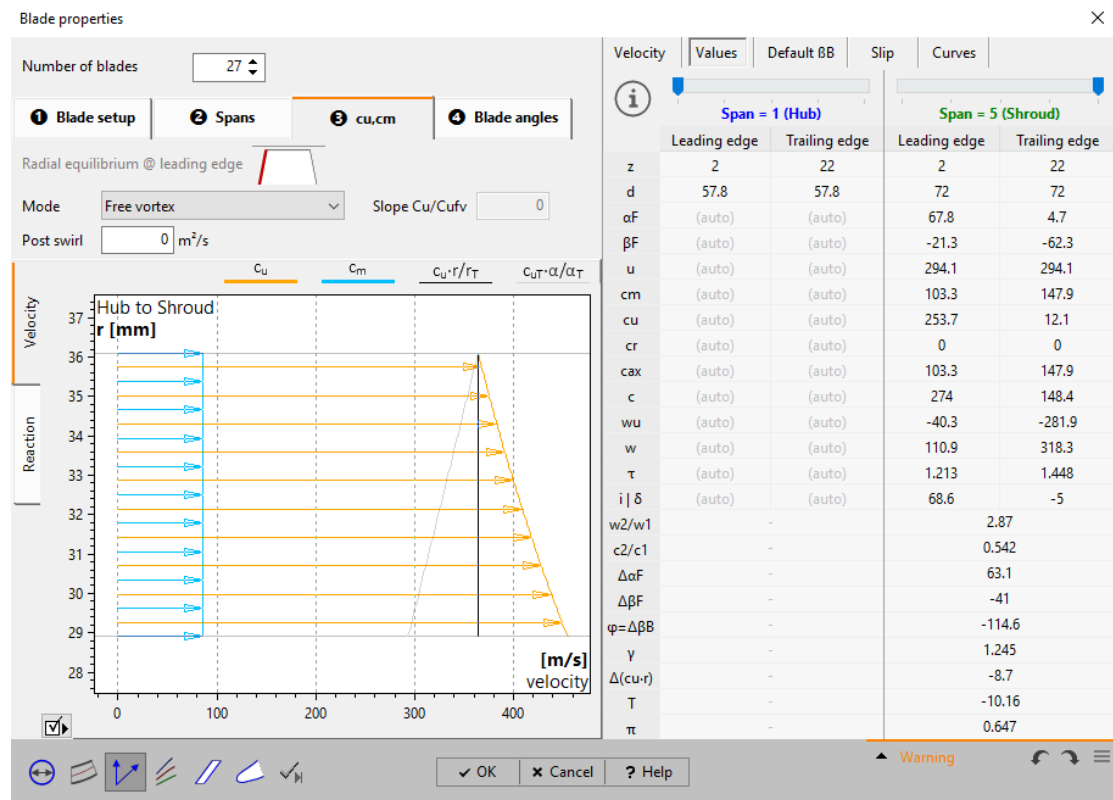 Blade properties
Number of blades 27
1 Blade setup 2 Spans 3 cu,cm 4 Blade angles
Radial equilibrium @ leading edge
Mode Free vortex Slope Cu/Cufv 0
Post swirl 0 m²/s
Velocity
Reaction
cu cm cu·r/rT cuT·α/αT
Hub to Shroud
r [mm]
37
36
35
34
33
32
31
30
29
28
[m/s]
velocity
0 100 200 300 400
Velocity Values Default ßB Slip Curves
i
Span = 1 (Hub) Span = 5 (Shroud)
Leading edge Trailing edge Leading edge Trailing edge
z 2 22 2 22
d 57.8 57.8 72 72
αF (auto) (auto) 67.8 4.7
βF (auto) (auto) -21.3 -62.3
u (auto) (auto) 294.1 294.1
cm (auto) (auto) 103.3 147.9
cu (auto) (auto) 253.7 12.1
cr (auto) (auto) 0 0
cax (auto) (auto) 103.3 147.9
c (auto) (auto) 274 148.4
wu (auto) (auto) -40.3 -281.9
w (auto) (auto) 110.9 318.3
τ (auto) (auto) 1.213 1.448
i | δ (auto) (auto) 68.6 -5
w2/w1 - 2.87
c2/c1 - 0.542
ΔαF - 63.1
ΔβF - -41
φ=ΔβB - -114.6
γ - 1.245
Δ(cu·r) - -8.7
T - -10.16
π - 0.647
OK Cancel ? Help
Warning